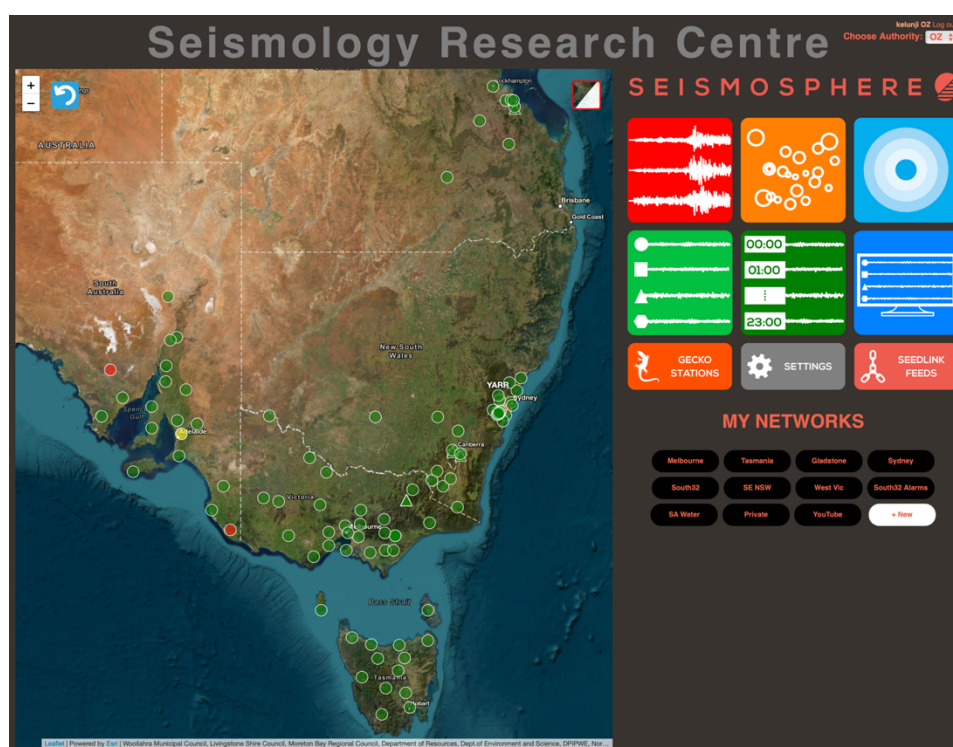 Seismology Research Centre
kelunji OZ Log out
Choose Authority: OZ
+
−
SEISMOSPHERE
AUSTRALIA
Brisbane
Gold Coast
South
Australia
New South
Wales
YARR
Sydney
Spencer
Gulf
Adelaide
Canberra
Victoria
Bass Strait
Tasmania
00:00
01:00
23:00
GECKO
STATIONS
SETTINGS
SEEDLINK
FEEDS
MY NETWORKS
Melbourne
Tasmania
Gladstone
Sydney
South32
SE NSW
West Vic
South32 Alarms
SA Water
Private
YouTube
+ New
Leaflet | Powered by Esri | Woollahra Municipal Council, Livingstone Shire Council, Moreton Bay Regional Council, Department of Resources, Dept.of Environment and Science, DPIPWE, Nor...